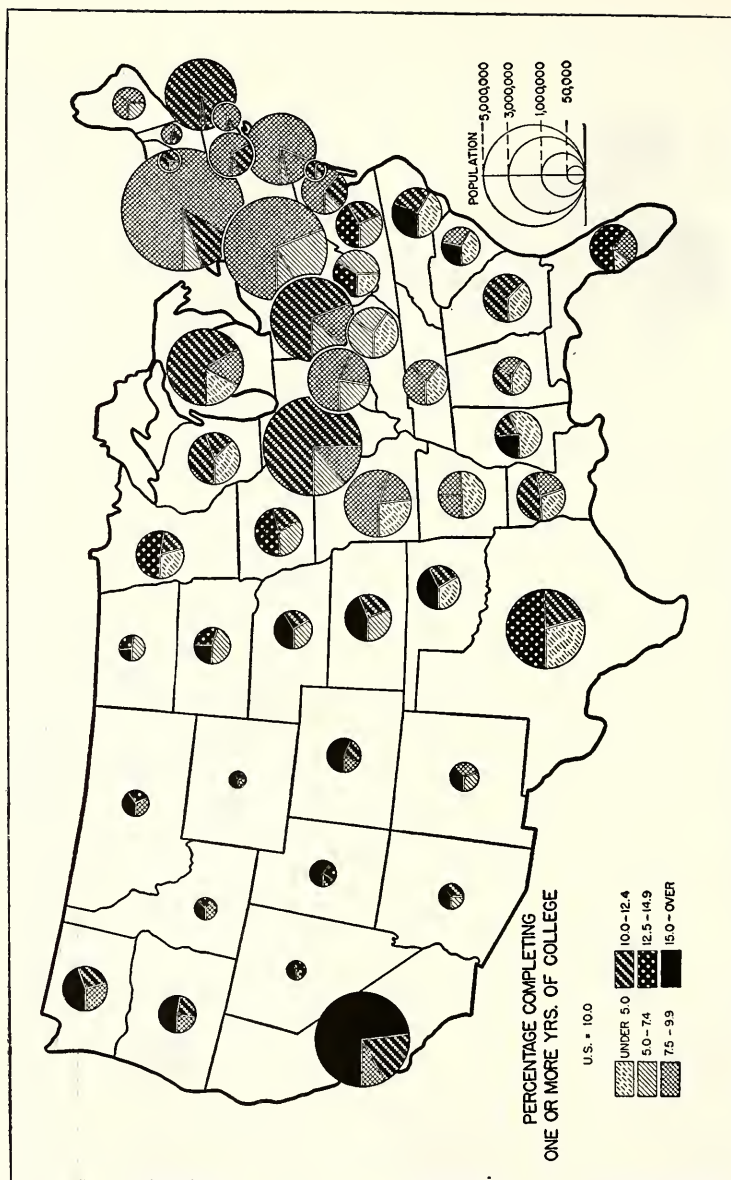 PERCENTAGE COMPLETING
ONE OR MORE YRS. OF COLLEGE
U.S. = 10.0
UNDER 5.0
5.0-7.4
7.5-9.9
10.0-12.4
12.5-14.9
15.0-OVER
POPULATION
5,000,000
3,000,000
1,000,000
50,000